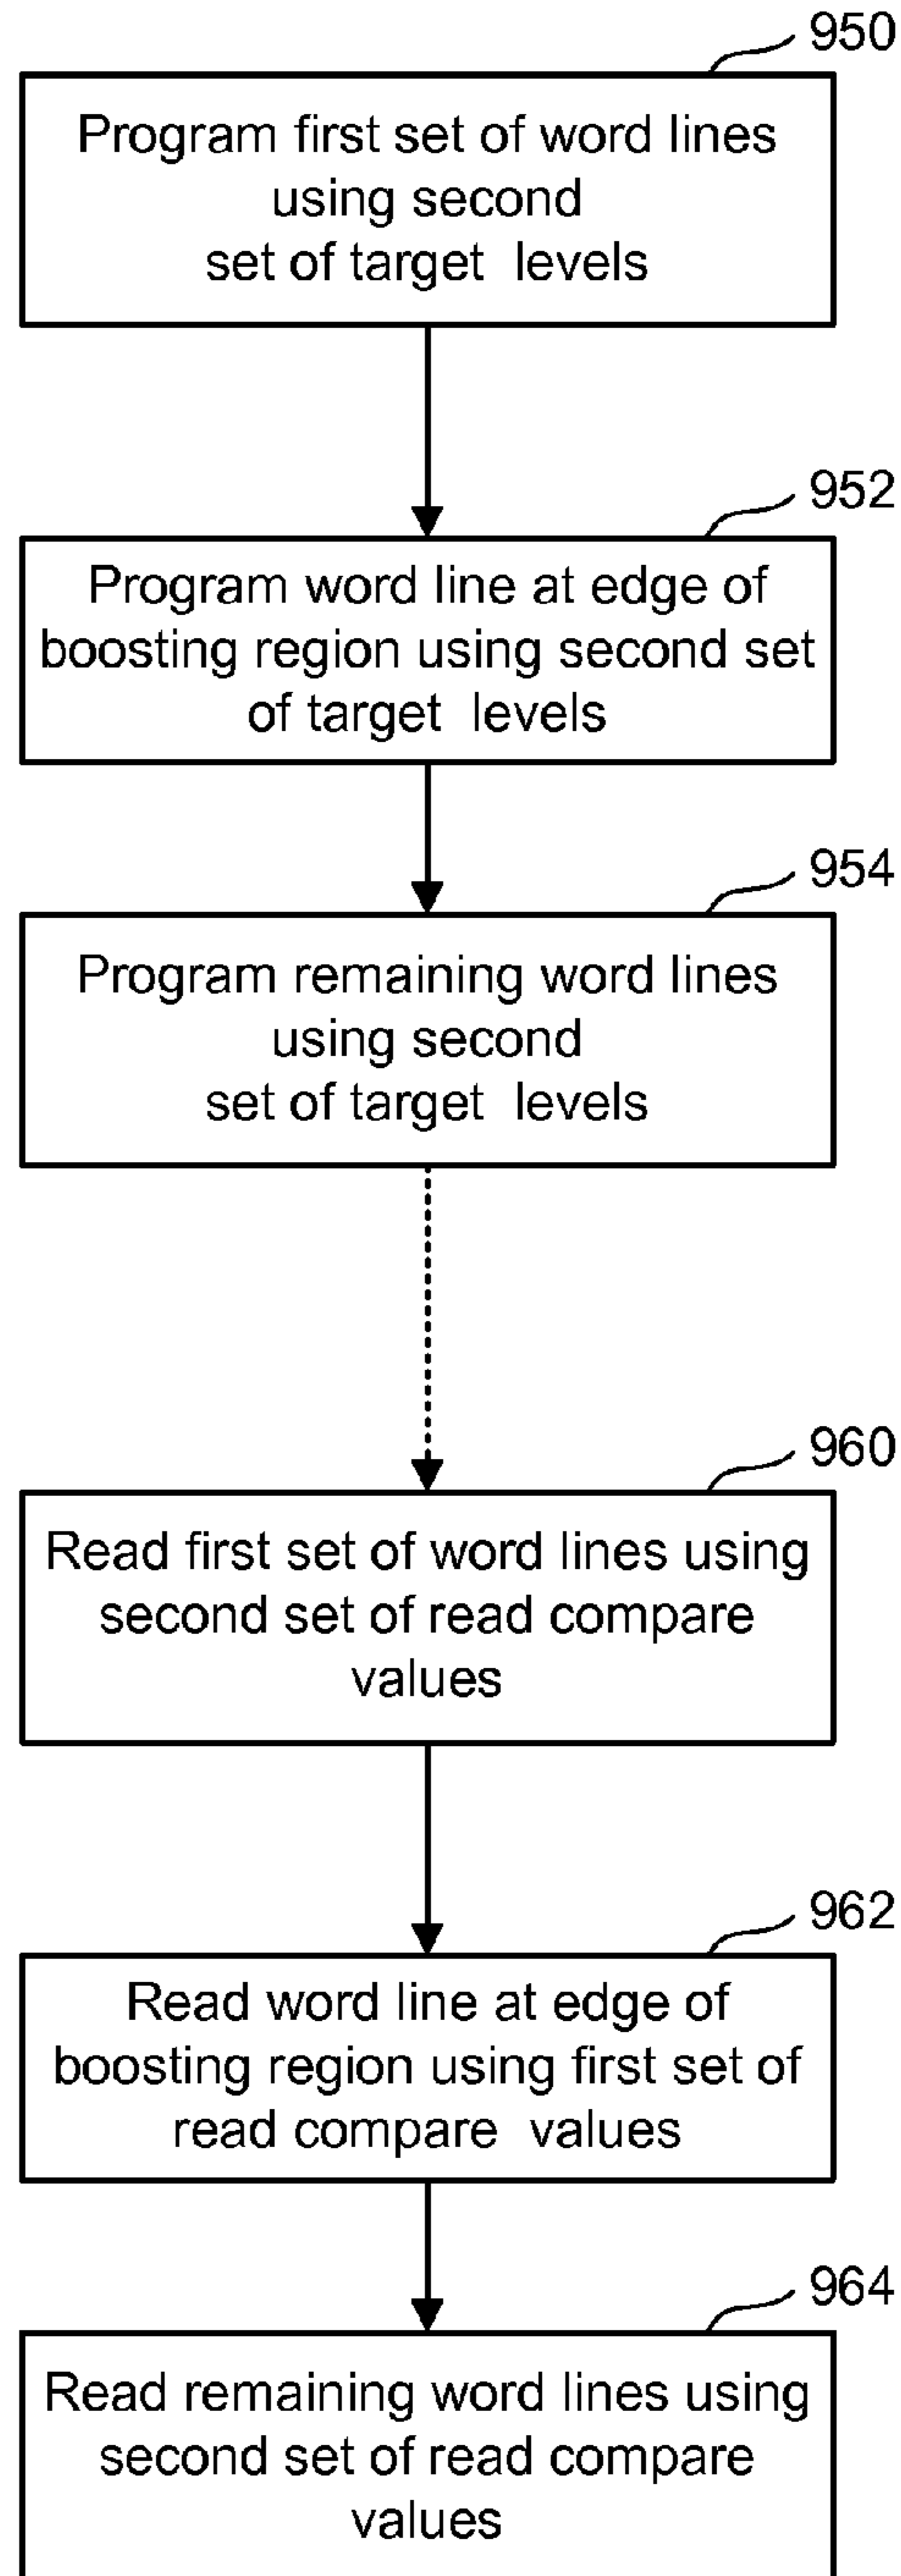 950
Program first set of word lines
using second
set of target levels
952
Program word line at edge of
boosting region using second set
of target levels
954
Program remaining word lines
using second
set of target levels
960
Read first set of word lines using
second set of read compare
values
962
Read word line at edge of
boosting region using first set of
read compare values
964
Read remaining word lines using
second set of read compare
values